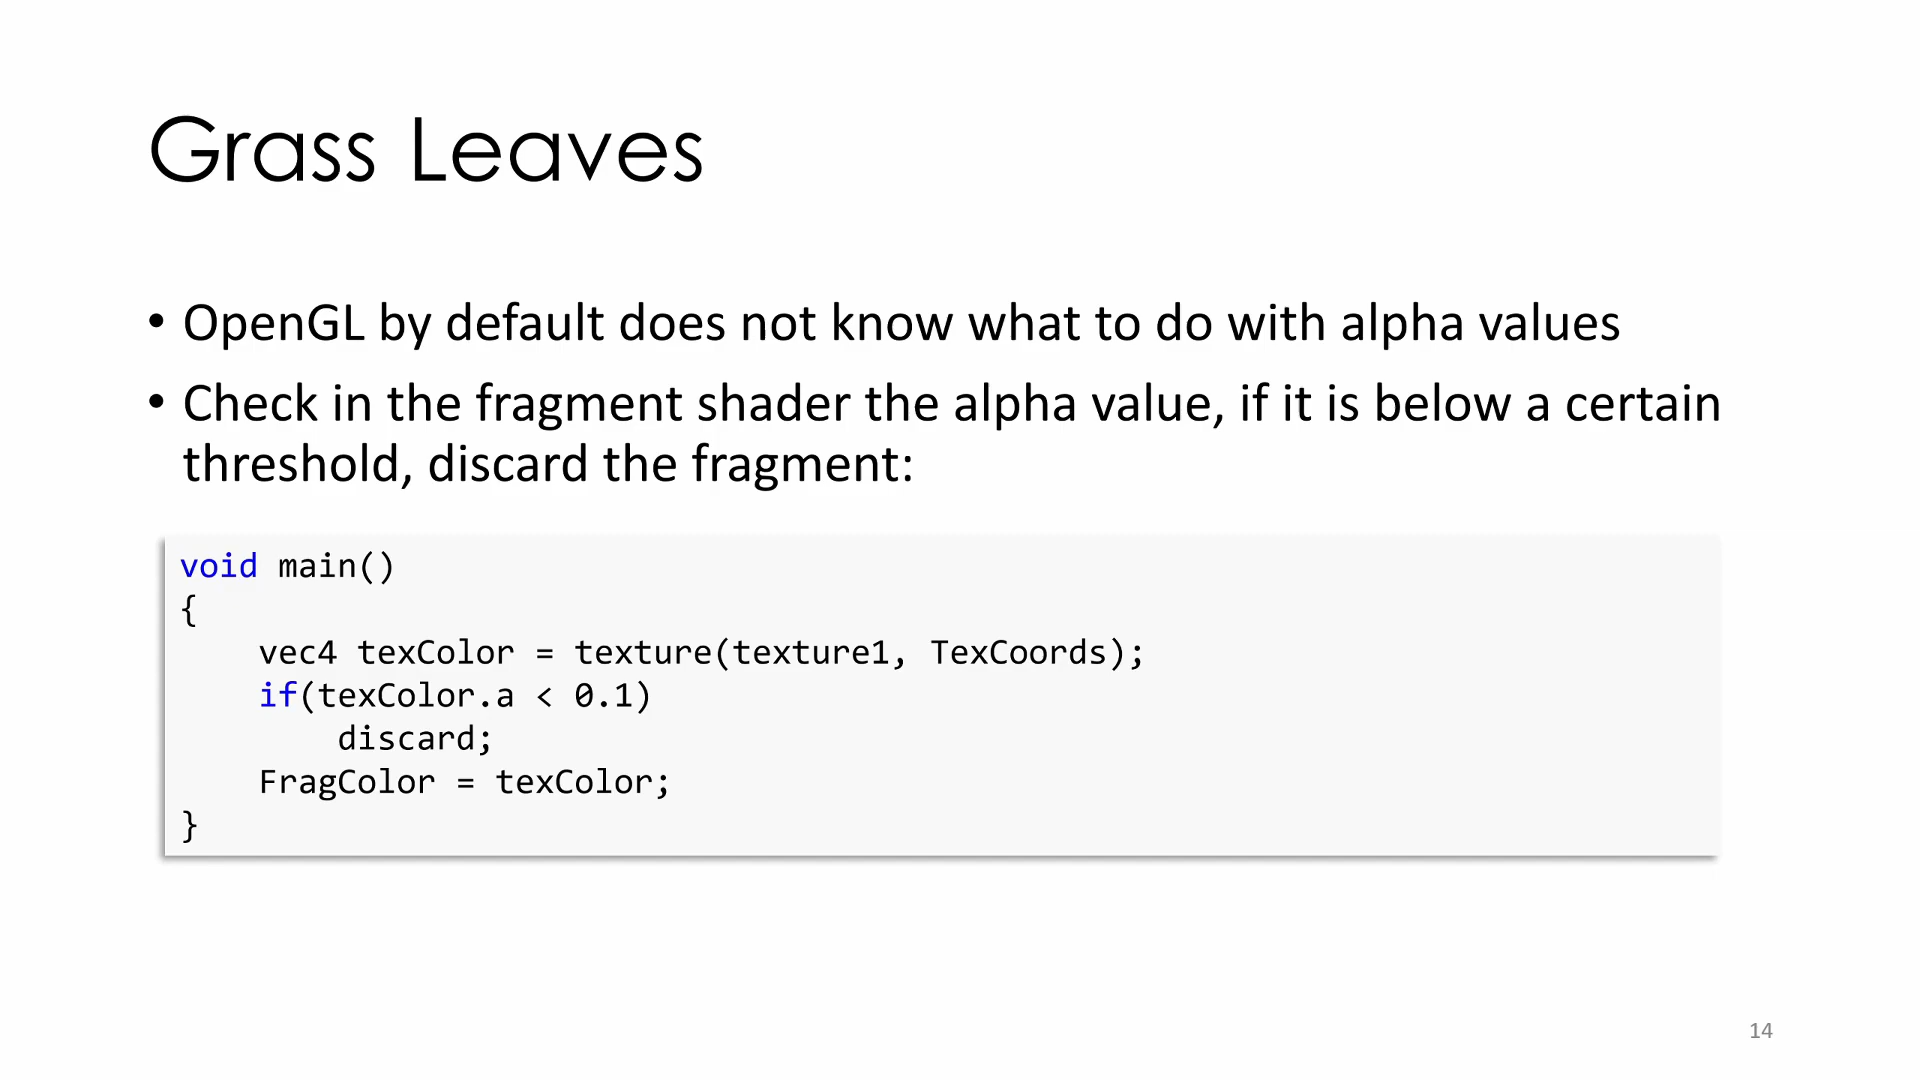 Grass Leaves
• OpenGL by default does not know what to do with alpha values
• Check in the fragment shader the alpha value, if it is below a certain
threshold, discard the fragment:
void main()
{
    vec4 texColor = texture(texture1, TexCoords);
    if(texColor.a < 0.1)
        discard;
    FragColor = texColor;
}
14